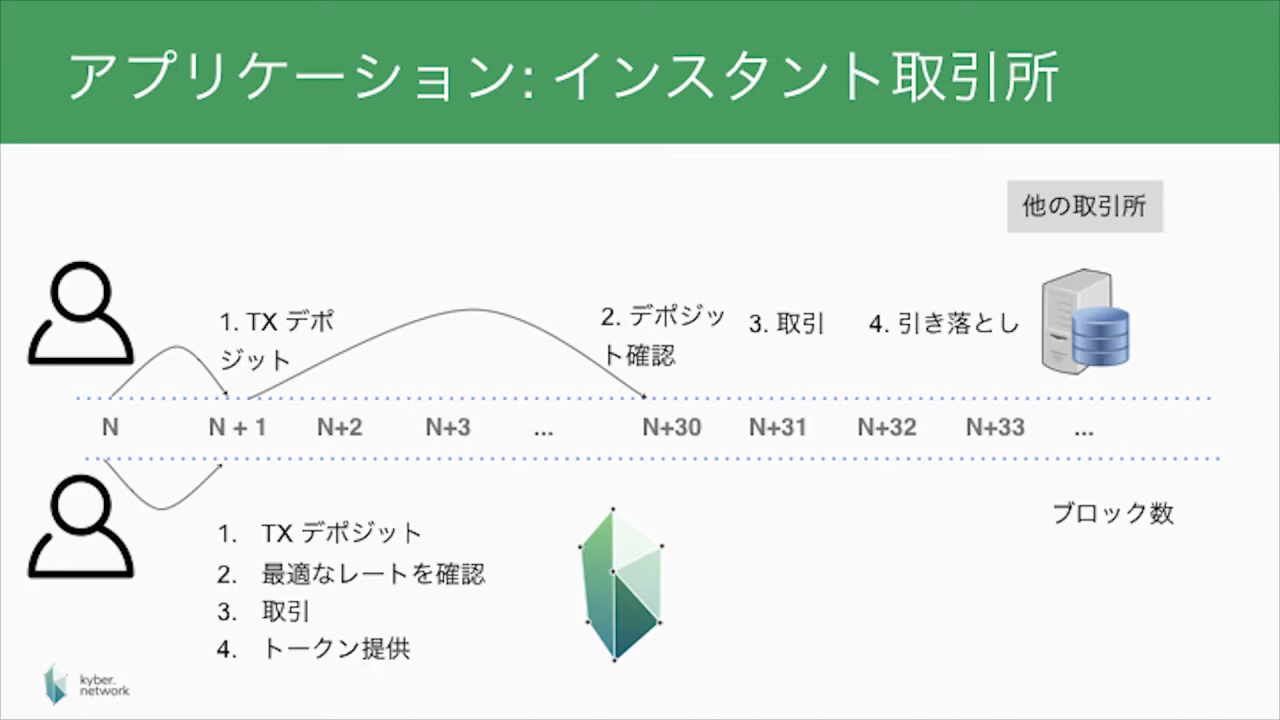 アプリケーション: インスタント取引所
他の取引所
1. TX デポ
ジット
2. デポジッ
ト確認
3. 取引
4. 引き落とし
N N + 1 N+2 N+3 ... N+30 N+31 N+32 N+33 ...
ブロック数
1. TX デポジット
2. 最適なレートを確認
3. 取引
4. トークン提供
kyber.
network